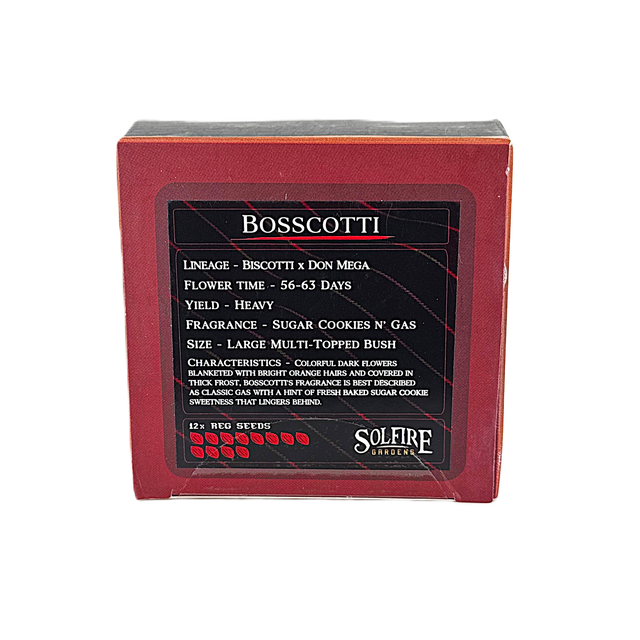 Bosscotti
Lineage - Biscotti x Don Mega
Flower time - 56-63 Days
Yield - Heavy
Fragrance - Sugar Cookies n' Gas
Size - Large Multi-Topped Bush
Characteristics - Colorful dark flowers
blanketed with bright orange hairs and covered in
thick frost, Bosscotti's fragrance is best described
as classic gas with a hint of fresh baked sugar cookie
sweetness that lingers behind.
12x REG SEEDS
SOLFIRE
GARDENS